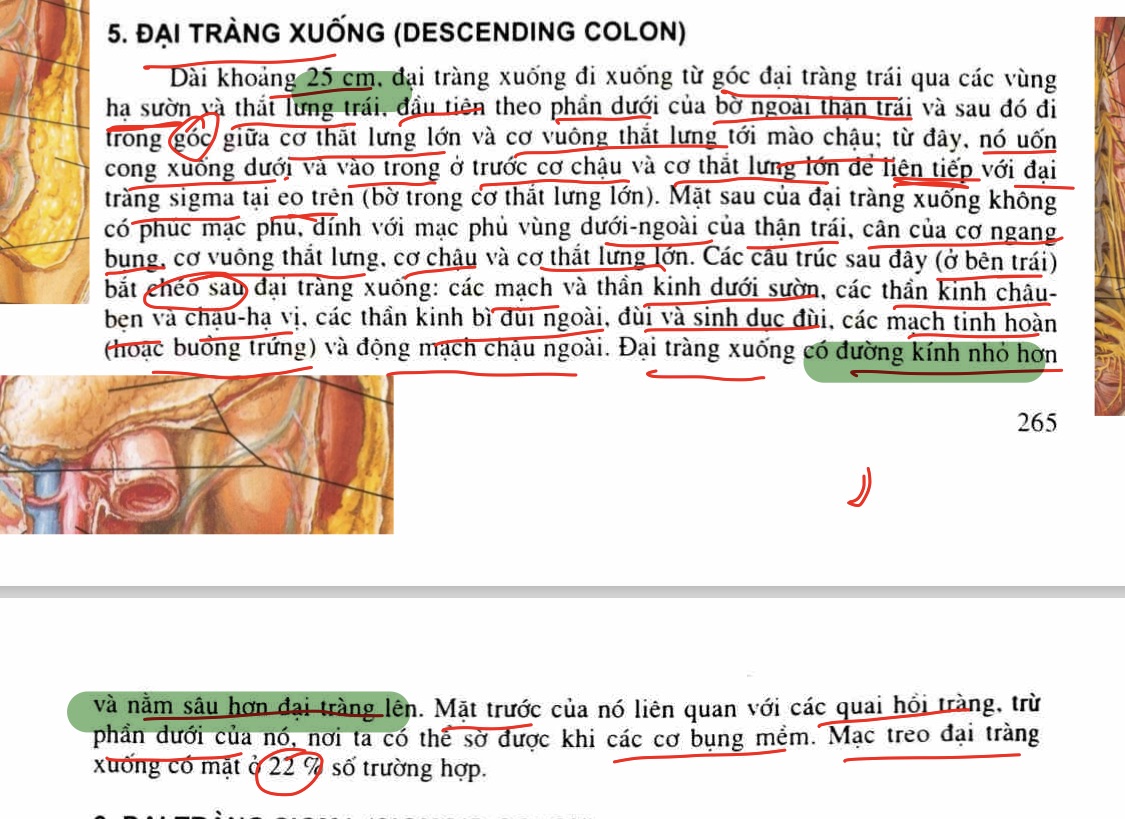 5. ĐẠI TRÀNG XUỐNG (DESCENDING COLON)
Dài khoảng 25 cm, đại tràng xuống đi xuống từ góc đại tràng trái qua các vùng
hạ sườn và thắt lưng trái, đầu tiên theo phần dưới của bờ ngoài thận trái và sau đó đi
trong góc giữa cơ thắt lưng lớn và cơ vuông thắt lưng tới mào chậu; từ đây, nó uốn
cong xuống dưới và vào trong ở trước cơ chậu và cơ thắt lưng lớn để liên tiếp với đại
tràng sigma tại eo trên (bờ trong cơ thắt lưng lớn). Mặt sau của đại tràng xuống không
có phúc mạc phủ, dính với mạc phủ vùng dưới-ngoài của thận trái, cân của cơ ngang
bụng, cơ vuông thắt lưng, cơ chậu và cơ thắt lưng lớn. Các cấu trúc sau đây (ở bên trái)
bắt chéo sau đại tràng xuống: các mạch và thần kinh dưới sườn, các thần kinh chậu-
bẹn và chậu-hạ vị, các thần kinh bì đùi ngoài, đùi và sinh dục đùi, các mạch tinh hoàn
(hoặc buồng trứng) và động mạch chậu ngoài. Đại tràng xuống có đường kính nhỏ hơn
265
và nằm sâu hơn đại tràng lên. Mặt trước của nó liên quan với các quai hồi tràng, trừ
phần dưới của nó, nơi ta có thể sờ được khi các cơ bụng mềm. Mạc treo đại tràng
xuống có mặt ở 22 % số trường hợp.